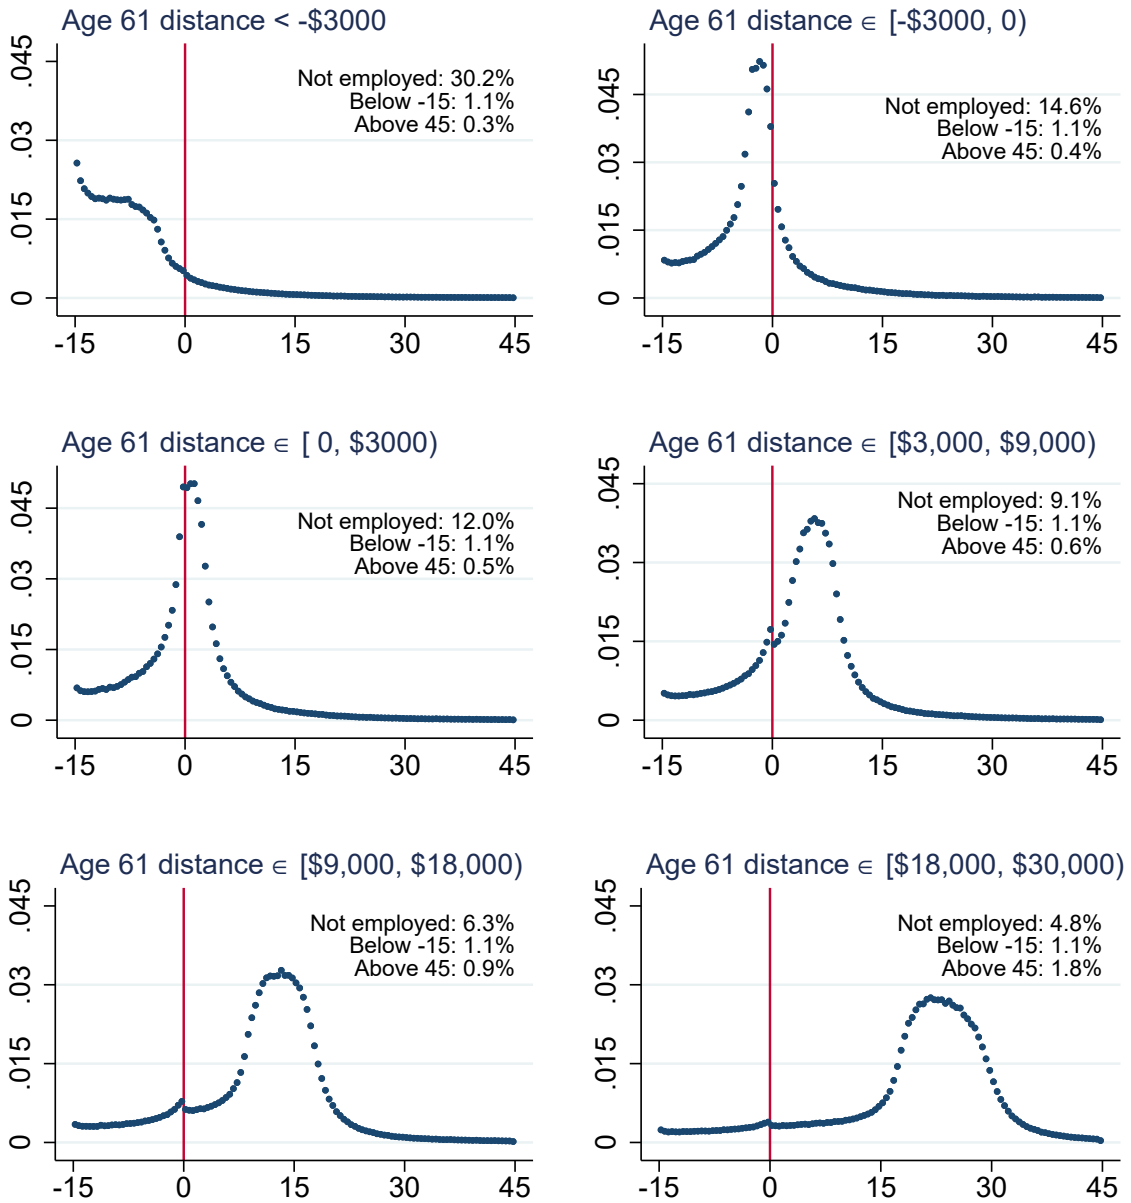 Age 61 distance < -$3000
.045
.03
.015
0
Not employed: 30.2%
Below -15: 1.1%
Above 45: 0.3%
-15 0 15 30 45
Age 61 distance ∈ [-$3000, 0)
.045
.03
.015
0
Not employed: 14.6%
Below -15: 1.1%
Above 45: 0.4%
-15 0 15 30 45
Age 61 distance ∈ [ 0, $3000)
.045
.03
.015
0
Not employed: 12.0%
Below -15: 1.1%
Above 45: 0.5%
-15 0 15 30 45
Age 61 distance ∈ [$3,000, $9,000)
.045
.03
.015
0
Not employed: 9.1%
Below -15: 1.1%
Above 45: 0.6%
-15 0 15 30 45
Age 61 distance ∈ [$9,000, $18,000)
.045
.03
.015
0
Not employed: 6.3%
Below -15: 1.1%
Above 45: 0.9%
-15 0 15 30 45
Age 61 distance ∈ [$18,000, $30,000)
.045
.03
.015
0
Not employed: 4.8%
Below -15: 1.1%
Above 45: 1.8%
-15 0 15 30 45